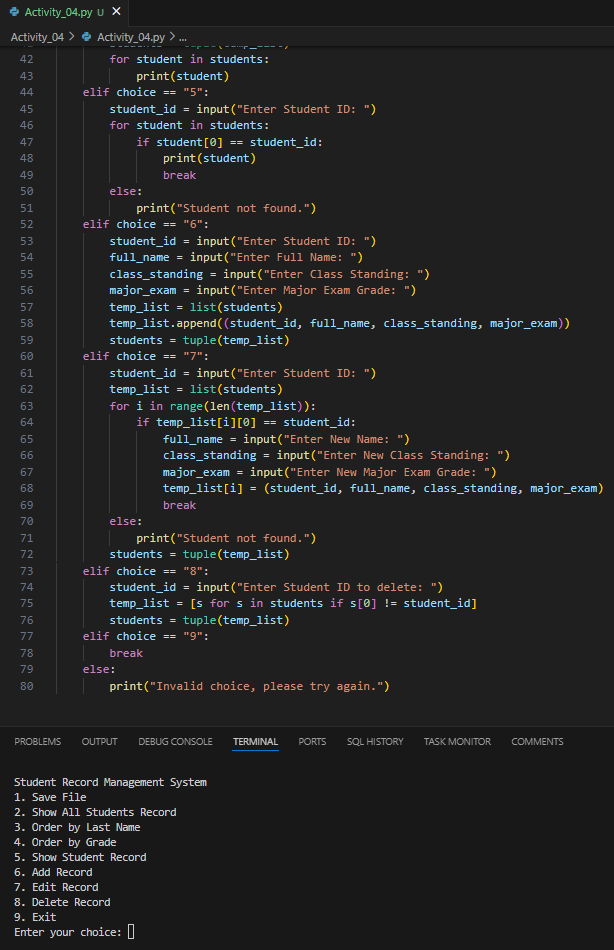 Activity_04.py U
Activity_04 > Activity_04.py > ...
42 for student in students:
43 print(student)
44 elif choice == "5":
45 student_id = input("Enter Student ID: ")
46 for student in students:
47 if student[0] == student_id:
48 print(student)
49 break
50 else:
51 print("Student not found.")
52 elif choice == "6":
53 student_id = input("Enter Student ID: ")
54 full_name = input("Enter Full Name: ")
55 class_standing = input("Enter Class Standing: ")
56 major_exam = input("Enter Major Exam Grade: ")
57 temp_list = list(students)
58 temp_list.append((student_id, full_name, class_standing, major_exam))
59 students = tuple(temp_list)
60 elif choice == "7":
61 student_id = input("Enter Student ID: ")
62 temp_list = list(students)
63 for i in range(len(temp_list)):
64 if temp_list[i][0] == student_id:
65 full_name = input("Enter New Name: ")
66 class_standing = input("Enter New Class Standing: ")
67 major_exam = input("Enter New Major Exam Grade: ")
68 temp_list[i] = (student_id, full_name, class_standing, major_exam)
69 break
70 else:
71 print("Student not found.")
72 students = tuple(temp_list)
73 elif choice == "8":
74 student_id = input("Enter Student ID to delete: ")
75 temp_list = [s for s in students if s[0] != student_id]
76 students = tuple(temp_list)
77 elif choice == "9":
78 break
79 else:
80 print("Invalid choice, please try again.")
PROBLEMS OUTPUT DEBUG CONSOLE TERMINAL PORTS SQL HISTORY TASK MONITOR COMMENTS
Student Record Management System
1. Save File
2. Show All Students Record
3. Order by Last Name
4. Order by Grade
5. Show Student Record
6. Add Record
7. Edit Record
8. Delete Record
9. Exit
Enter your choice: